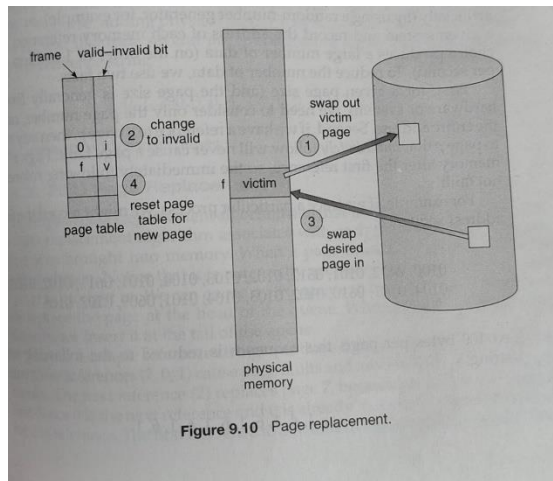 frame valid–invalid bit
0 i
f v
page table
2 change
to invalid
4
reset page
table for
new page
swap out
victim
page
1
f victim
3
swap
desired
page in
physical
memory
Figure 9.10 Page replacement.